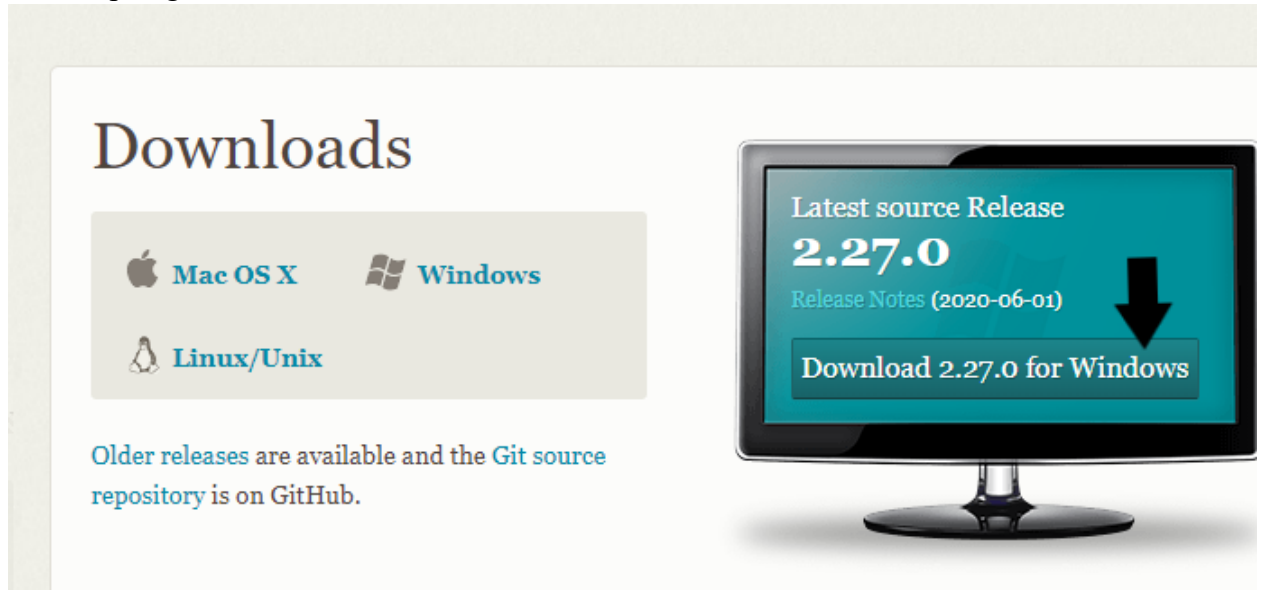 Downloads
Mac OS X
Windows
Linux/Unix
Older releases are available and the Git source
repository is on GitHub.
Latest source Release
2.27.0
Release Notes (2020-06-01)
Download 2.27.0 for Windows